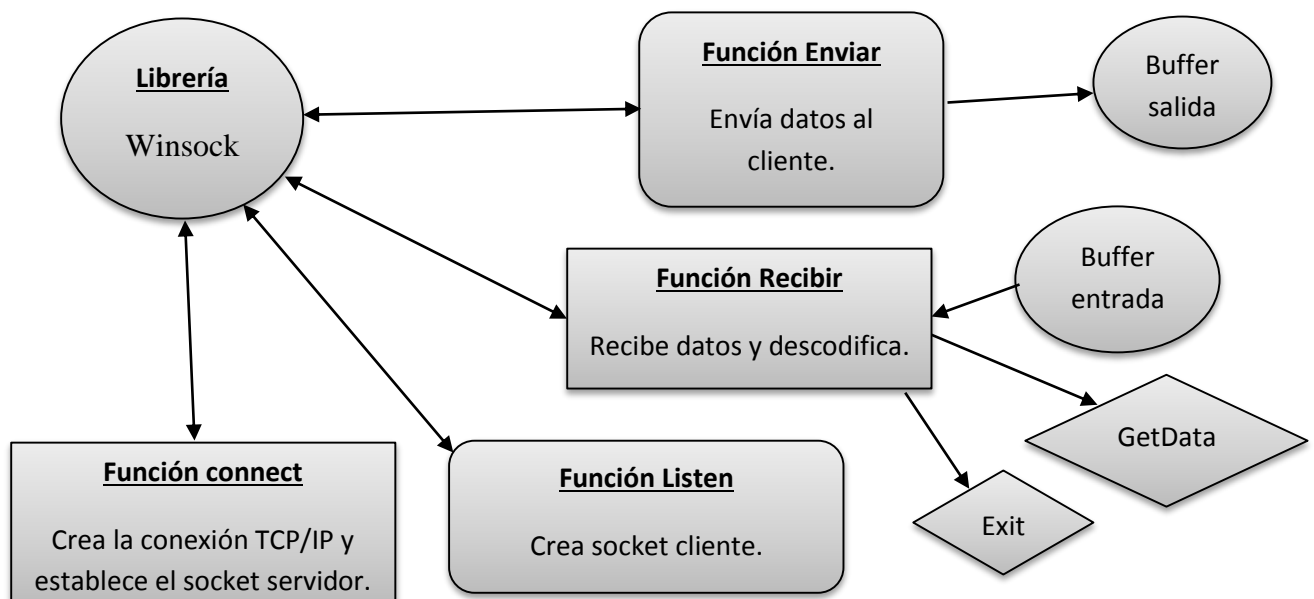 Librería
Winsock
Función Enviar
Envía datos al
cliente.
Buffer
salida
Función Recibir
Recibe datos y descodifica.
Buffer
entrada
GetData
Exit
Función connect
Crea la conexión TCP/IP y
establece el socket servidor.
Función Listen
Crea socket cliente.